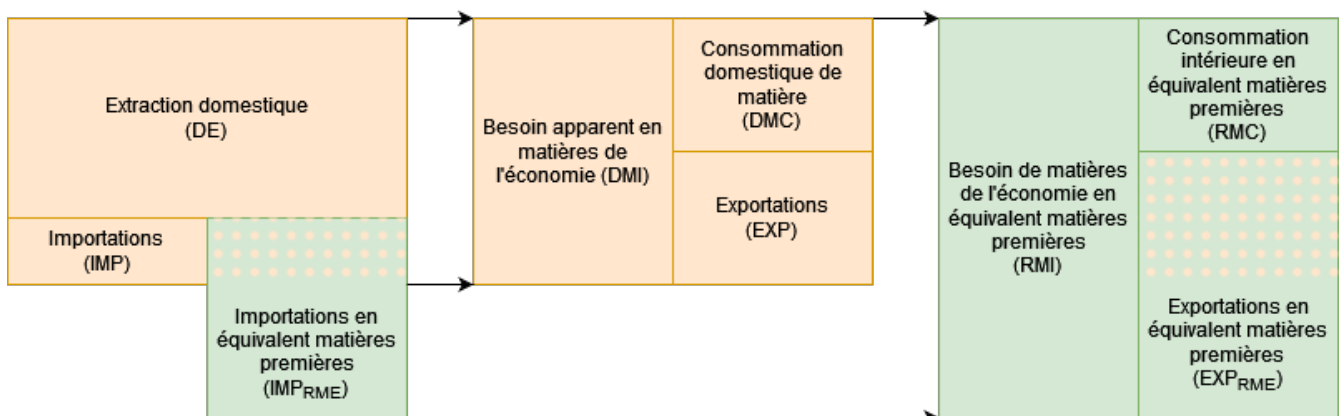 Extraction domestique
(DE)
Importations
(IMP)
Importations en
équivalent matières
premières
(IMPRME)
Besoin apparent en
matières de
l'économie (DMI)
Consommation
domestique de
matière
(DMC)
Exportations
(EXP)
Besoin de matières
de l'économie en
équivalent matières
premières
(RMI)
Consommation
intérieure en
équivalent matières
premières
(RMC)
Exportations en
équivalent matières
premières
(EXPRME)